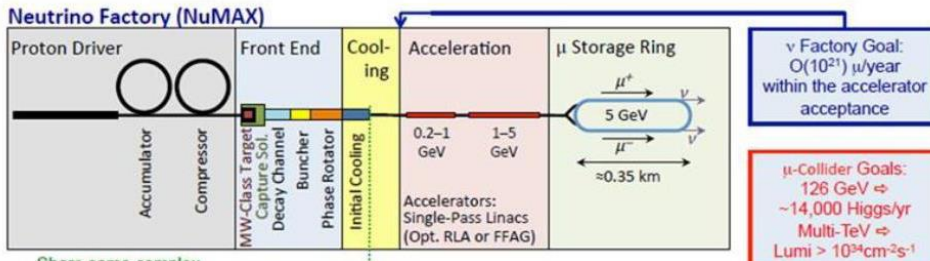 Neutrino Factory (NuMAX)
Proton Driver
Accumulator
Compressor
Front End
MW-Class Target
Capture Sol.
Decay Channel
Buncher
Phase Rotator
Cool-
ing
Initial Cooling
Acceleration
0.2–1
GeV
1–5
GeV
Accelerators:
Single-Pass Linacs
(Opt. RLA or FFAG)
μ Storage Ring
μ+
ν
5 GeV
μ−
ν
≈0.35 km
ν Factory Goal:
O(10²¹) μ/year
within the accelerator
acceptance
μ-Collider Goals:
126 GeV ⇨
~14,000 Higgs/yr
Multi-TeV ⇨
Lumi > 10³⁴cm⁻²s⁻¹